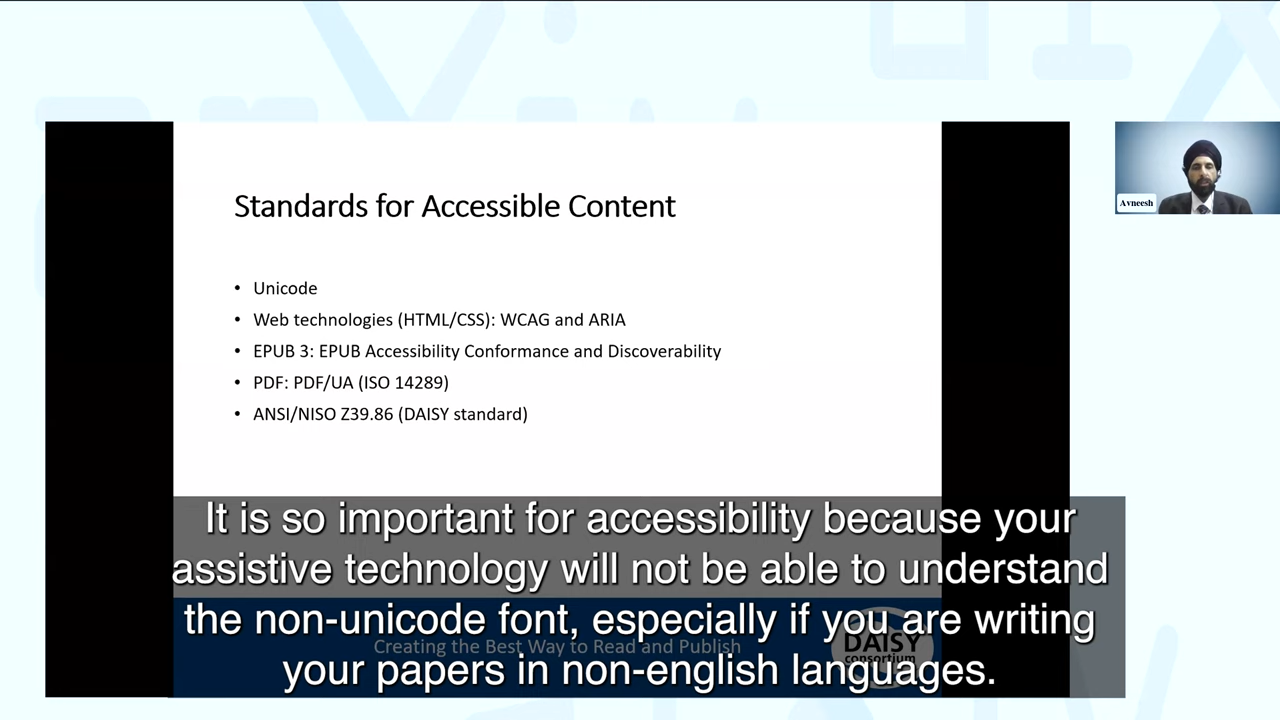 Standards for Accessible Content
• Unicode
• Web technologies (HTML/CSS): WCAG and ARIA
• EPUB 3: EPUB Accessibility Conformance and Discoverability
• PDF: PDF/UA (ISO 14289)
• ANSI/NISO Z39.86 (DAISY standard)
Avneesh
It is so important for accessibility because your
assistive technology will not be able to understand
the non-unicode font, especially if you are writing
your papers in non-english languages.
Creating the Best Way to Read and Publish
DAISY
consortium